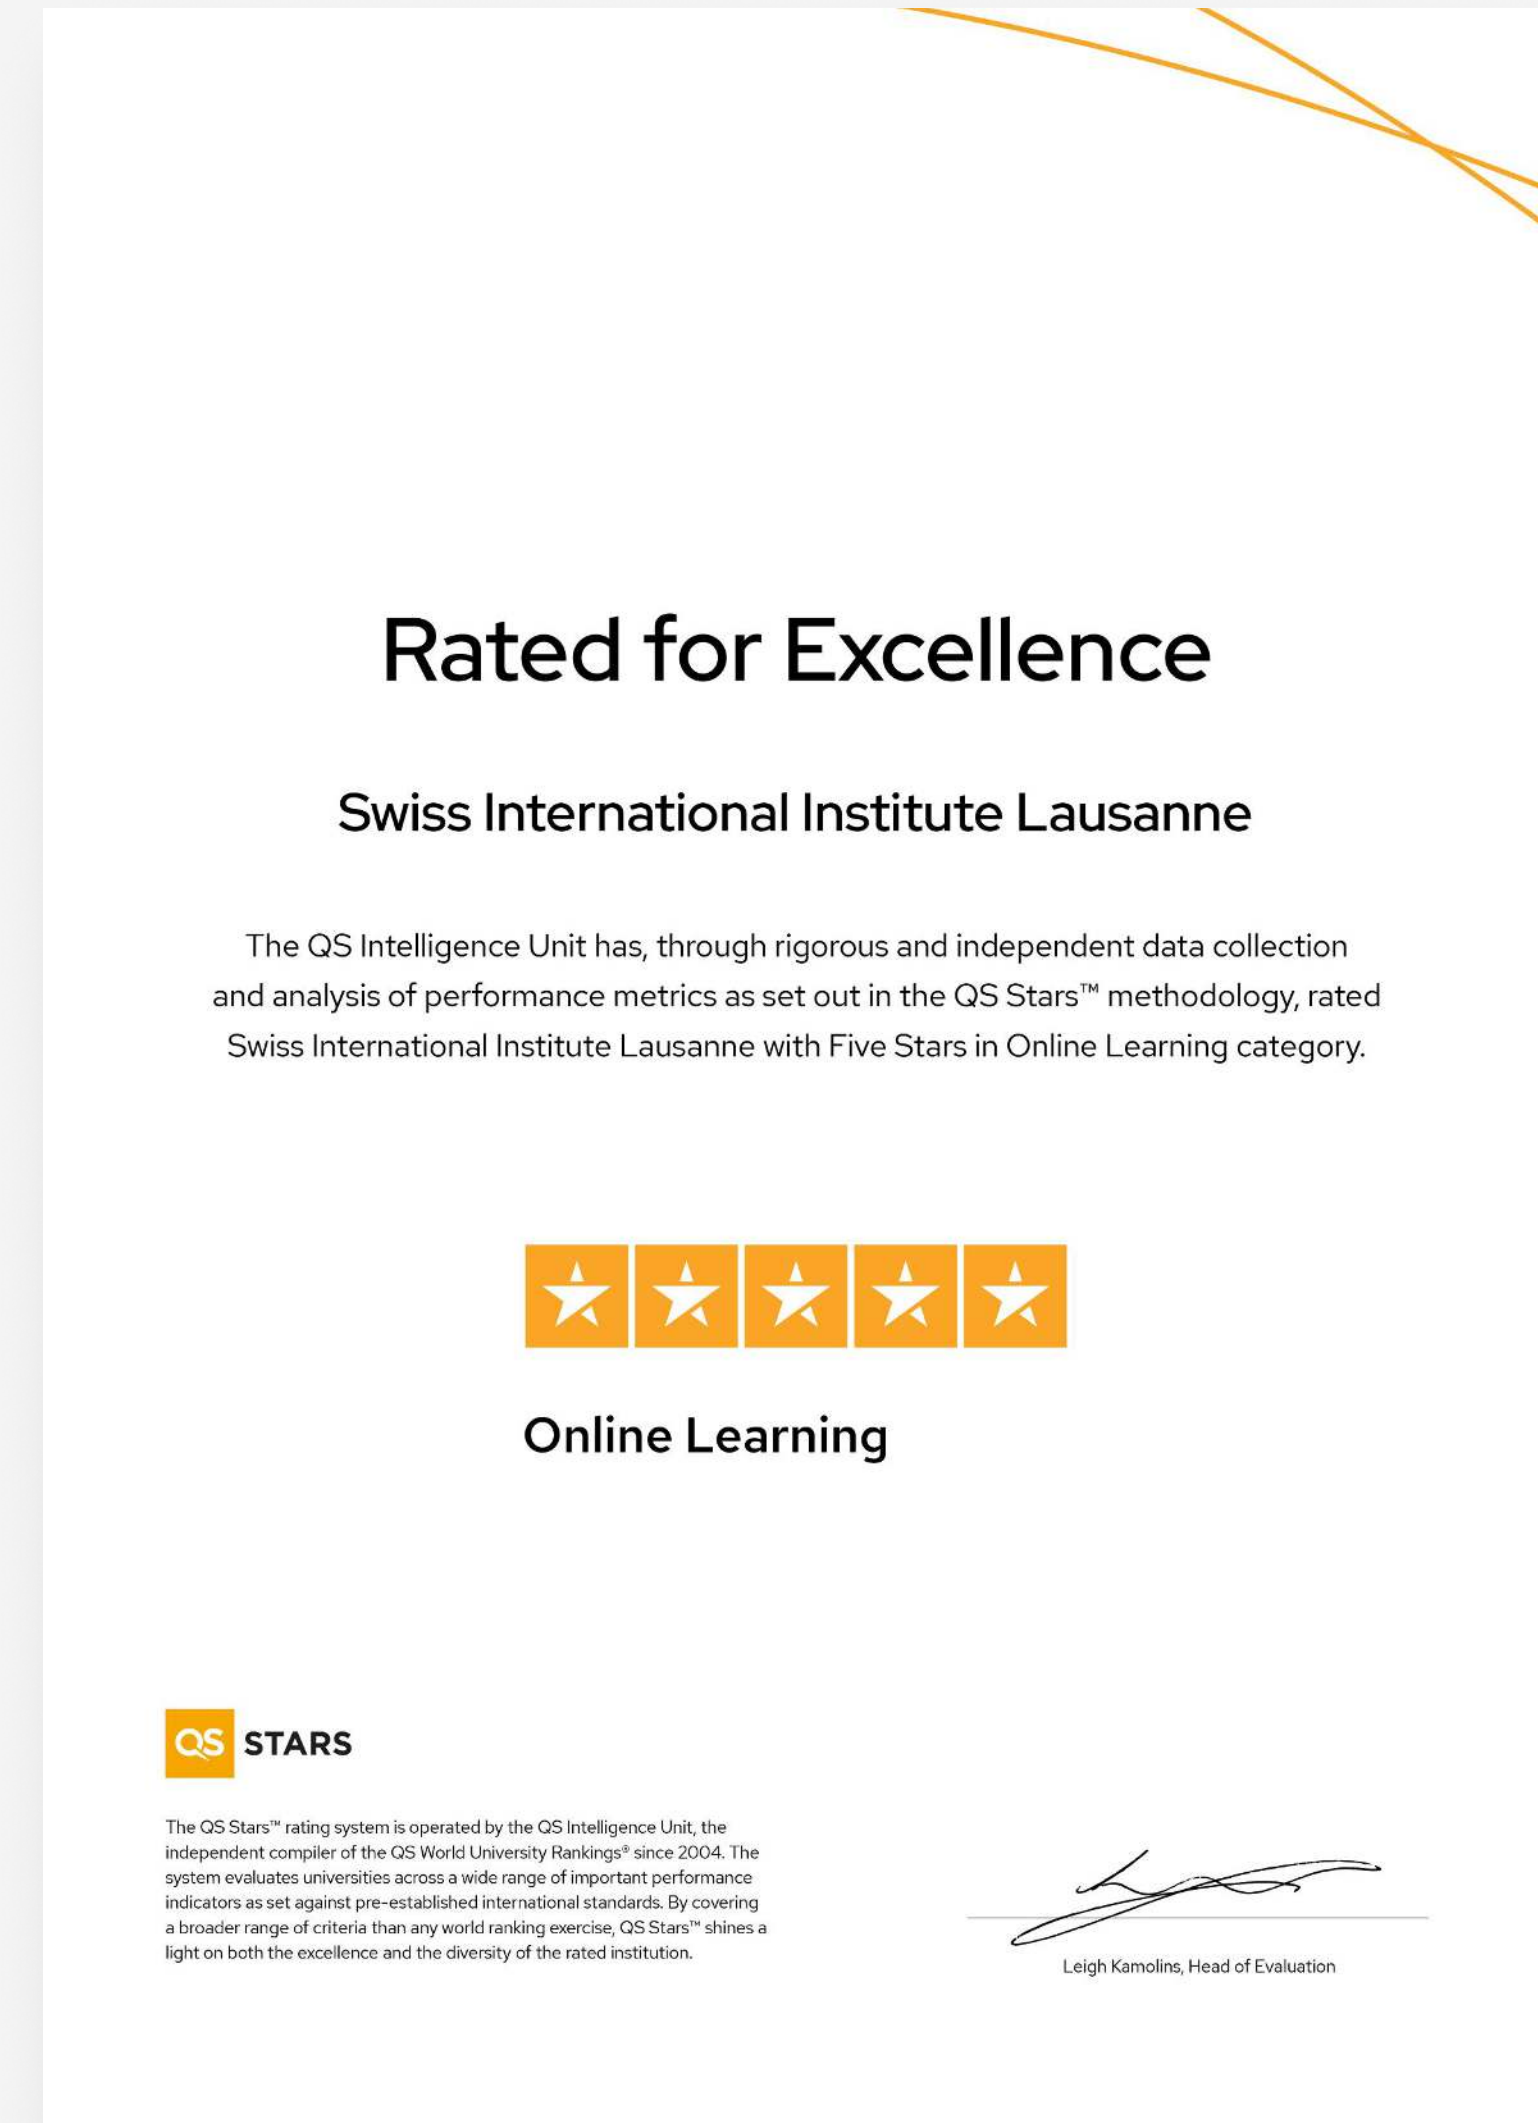 Rated for Excellence
Swiss International Institute Lausanne
The QS Intelligence Unit has, through rigorous and independent data collection
and analysis of performance metrics as set out in the QS Stars™ methodology, rated
Swiss International Institute Lausanne with Five Stars in Online Learning category.
Online Learning
QS STARS
The QS Stars™ rating system is operated by the QS Intelligence Unit, the
independent compiler of the QS World University Rankings® since 2004. The
system evaluates universities across a wide range of important performance
indicators as set against pre-established international standards. By covering
a broader range of criteria than any world ranking exercise, QS Stars™ shines a
light on both the excellence and the diversity of the rated institution.
Leigh Kamolins, Head of Evaluation